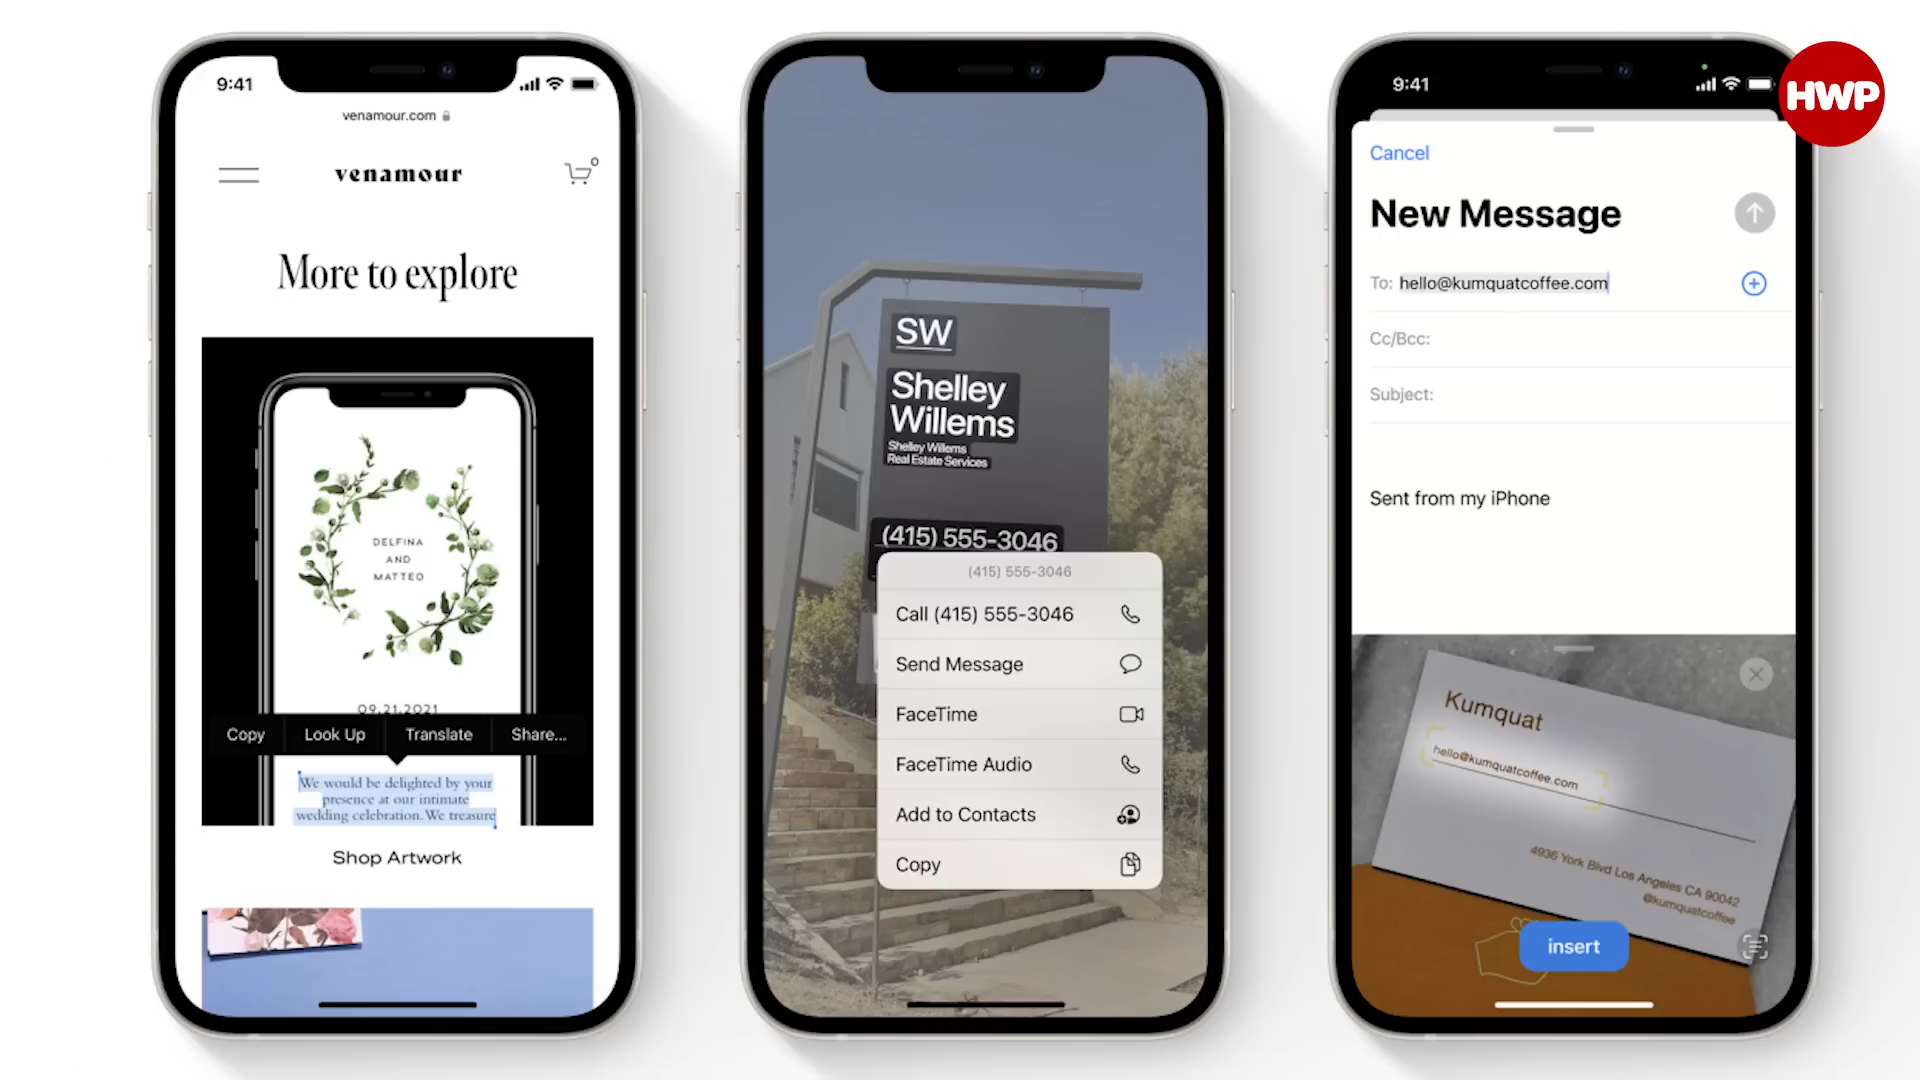 9:41
venamour.com
venamour
0
More to explore
DELFINA
AND
MATTEO
09.21.2021
Copy
Look Up
Translate
Share...
We would be delighted by your
presence at our intimate
wedding celebration. We treasure
Shop Artwork
SW
Shelley
Willems
Shelley Willems
Real Estate Services
(415) 555-3046
(415) 555-3046
Call (415) 555-3046
Send Message
FaceTime
FaceTime Audio
Add to Contacts
Copy
9:41
HWP
Cancel
New Message
To: hello@kumquatcoffee.com
Cc/Bcc:
Subject:
Sent from my iPhone
Kumquat
hello@kumquatcoffee.com
4936 York Blvd Los Angeles CA 90042
@kumquatcoffee
insert